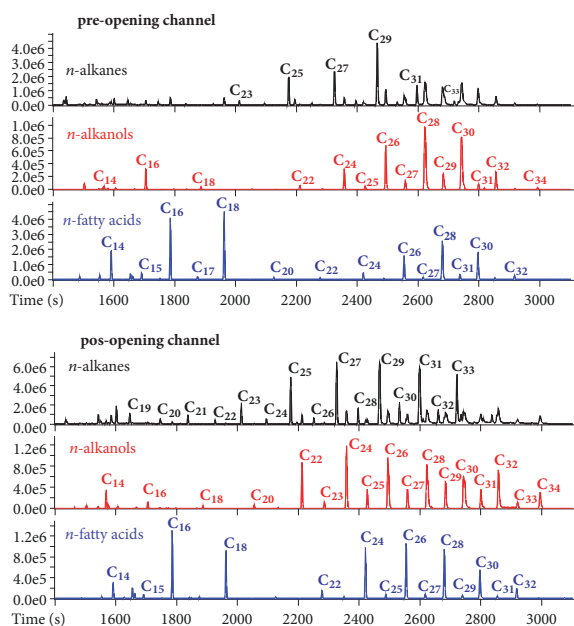 pre-opening channel
n-alkanes
4.0e6
3.0e6
2.0e6
1.0e6
0.0e0
C23
C25
C27
C29
C31
C33
n-alkanols
1.0e6
8.0e5
6.0e5
4.0e5
2.0e5
0.0e0
C14
C16
C18
C22
C24
C25
C26
C27
C28
C29
C30
C31
C32
C34
n-fatty acids
5.0e6
4.0e6
3.0e6
2.0e6
1.0e6
0.0e0
C14
C15
C16
C17
C18
C20
C22
C24
C26
C27
C28
C31
C30
C32
Time (s) 1600 1800 2000 2200 2400 2600 2800 3000
pos-opening channel
n-alkanes
6.0e6
4.0e6
2.0e6
0.0e0
C19
C20
C21
C22
C23
C24
C25
C26
C27
C28
C29
C30
C31
C32
C33
n-alkanols
1.2e6
8.0e5
4.0e5
0.0e0
C14
C16
C18
C20
C22
C23
C24
C25
C26
C27
C28
C29
C30
C31
C32
C33
C34
n-fatty acids
1.2e6
8.0e5
4.0e5
0.0e0
C14
C15
C16
C18
C22
C24
C25
C26
C27
C28
C29
C30
C31
C32
Time (s) 1600 1800 2000 2200 2400 2600 2800 3000